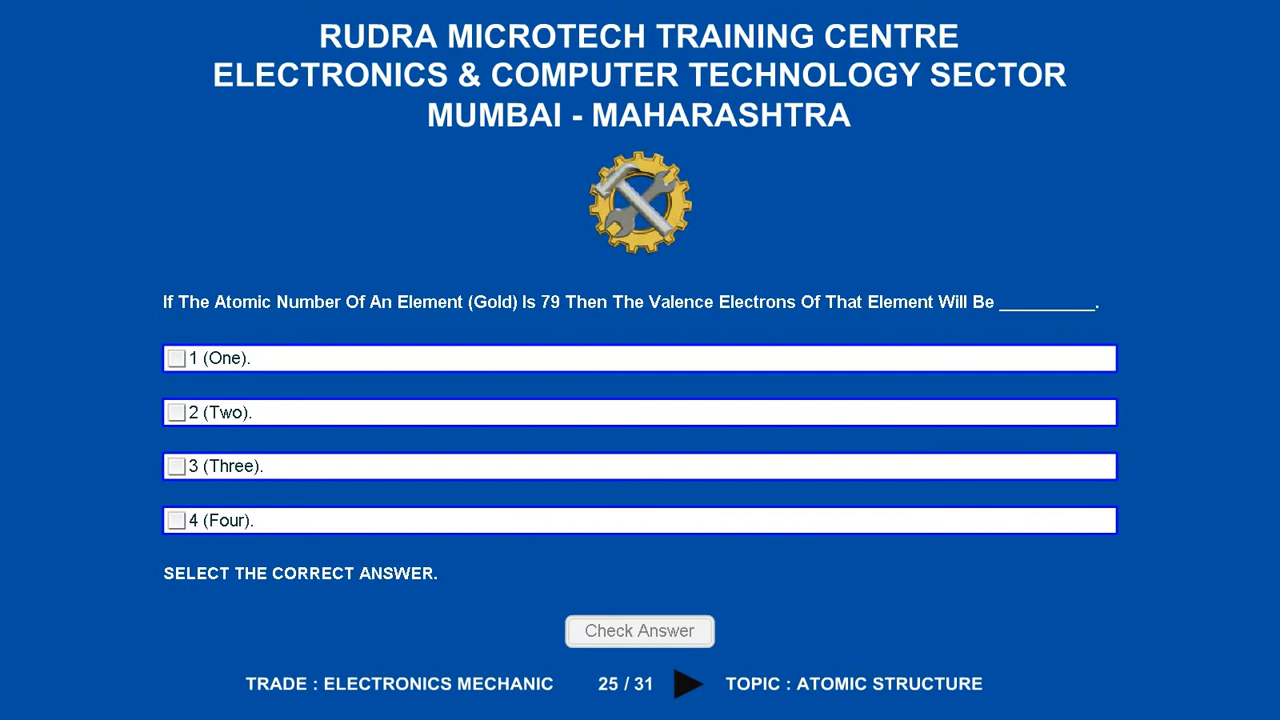 RUDRA MICROTECH TRAINING CENTRE
ELECTRONICS & COMPUTER TECHNOLOGY SECTOR
MUMBAI - MAHARASHTRA
If The Atomic Number Of An Element (Gold) Is 79 Then The Valence Electrons Of That Element Will Be __________.
1 (One).
2 (Two).
3 (Three).
4 (Four).
SELECT THE CORRECT ANSWER.
Check Answer
TRADE : ELECTRONICS MECHANIC 25 / 31 TOPIC : ATOMIC STRUCTURE